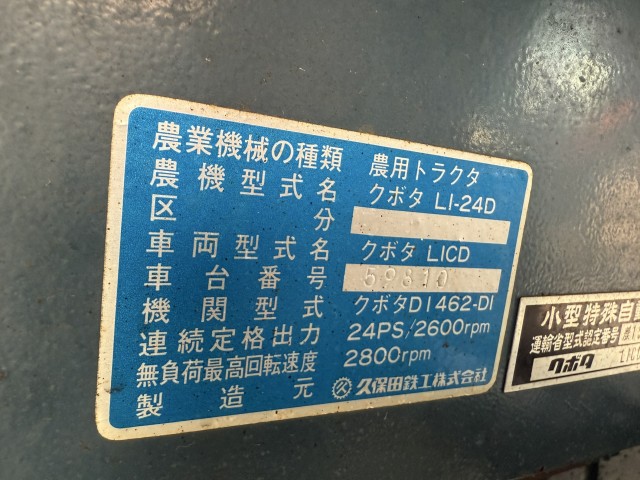 農業機械の種類 農用トラクタ
農機型式名 クボタ L1-24D
区分
車両型式名 クボタ L1CD
車台番号 59810
機関型式 クボタD1462-D1
連続定格出力 24PS/2600rpm
無負荷最高回転速度 2800rpm
製造元 久保田鉄工株式会社
小型特殊自
運輸省型式認定番号
クボタ